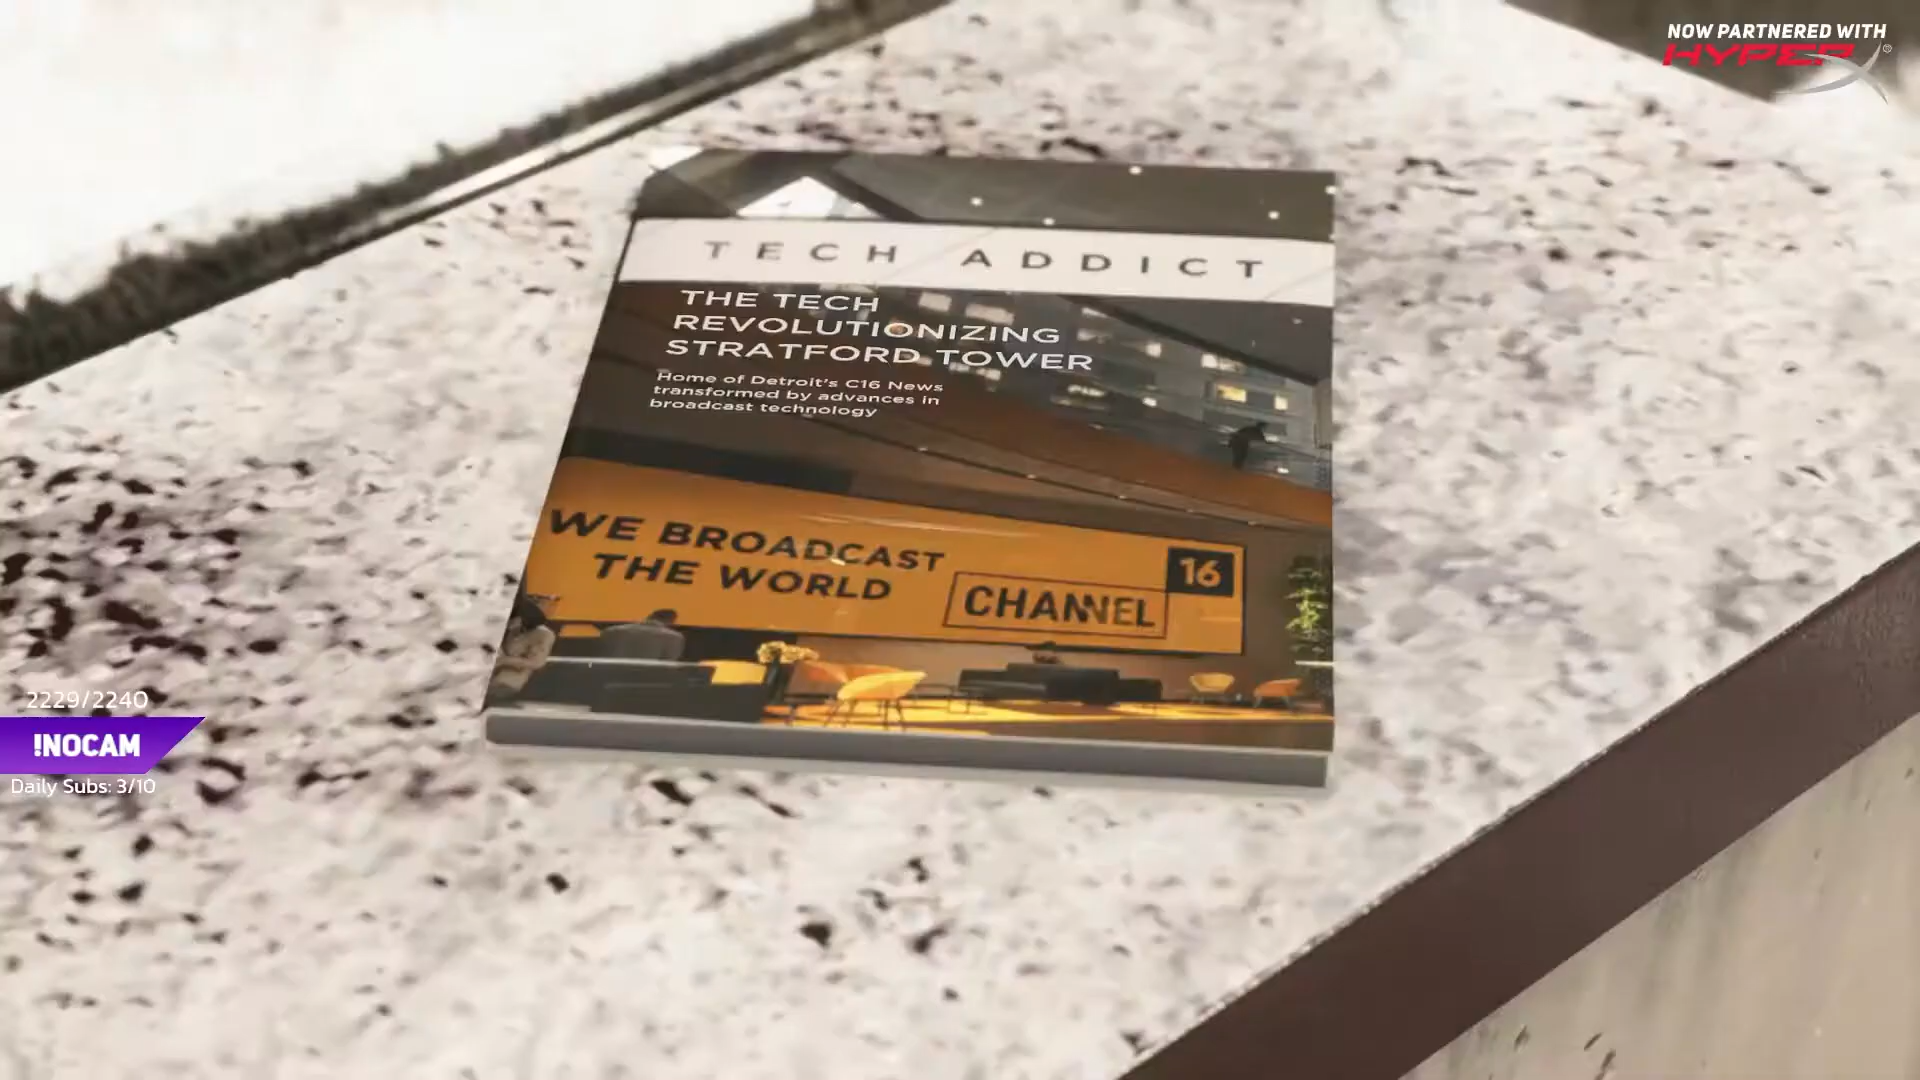 NOW PARTNERED WITH
HYPERX®
TECH ADDICT
THE TECH
REVOLUTIONIZING
STRATFORD TOWER
Home of Detroit's C16 News
transformed by advances in
broadcast technology
WE BROADCAST
THE WORLD
CHANNEL
16
2229/2240
!NOCAM
Daily Subs: 3/10